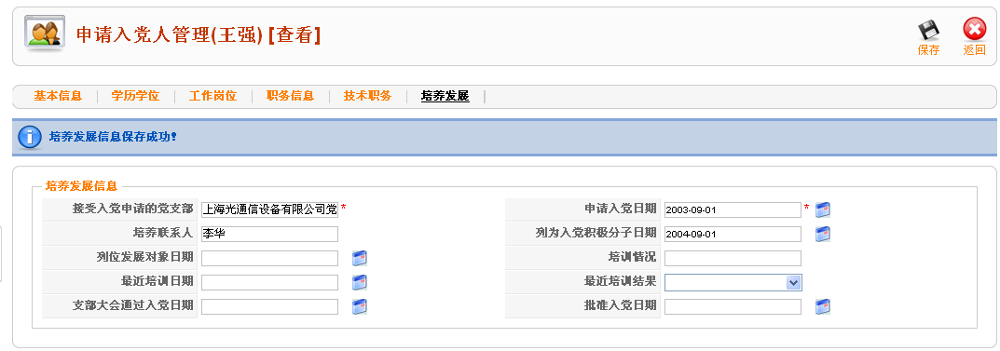 申请入党人管理(王强) [查看]
保存 返回
基本信息 学历学位 工作岗位 职务信息 技术职务 培养发展
培养发展信息保存成功!
培养发展信息
接受入党申请的党支部 上海光通信设备有限公司党 * 申请入党日期 2003-09-01 *
培养联系人 李华 列为入党积极分子日期 2004-09-01
列位发展对象日期 培训情况
最近培训日期 最近培训结果
支部大会通过入党日期 批准入党日期